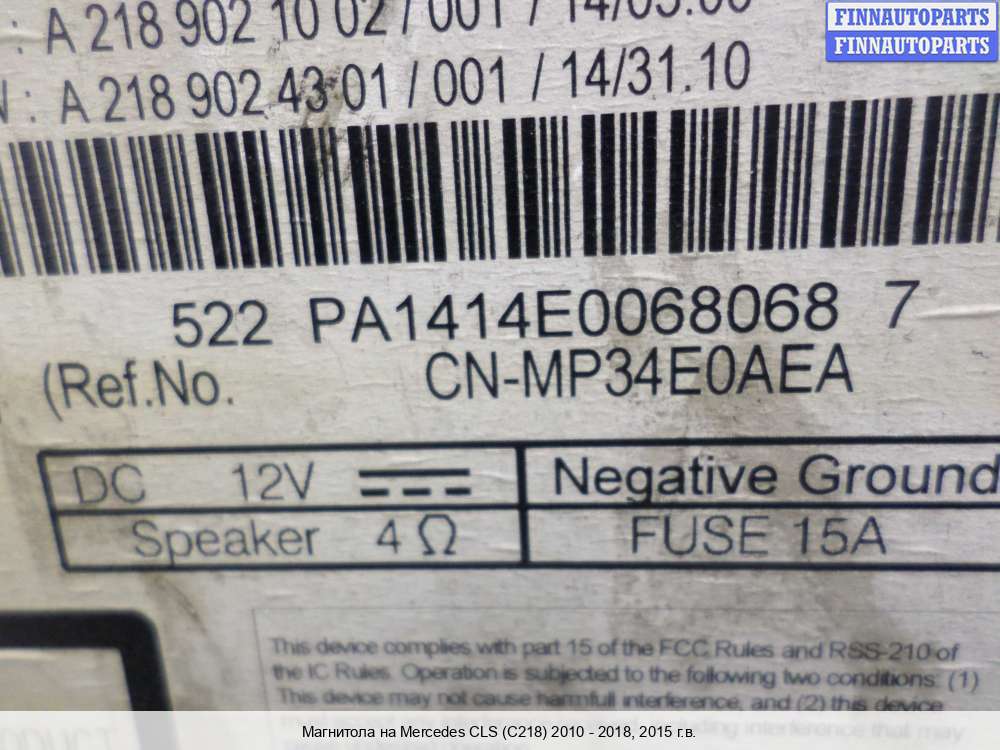 FINNAUTOPARTS
FINNAUTOPARTS
: A 218 902 10 02 / 001 / 14/05.00
: A 218 902 43 01 / 001 / 14/31.10
522 PA1414E0068068 7
(Ref.No. CN-MP34E0AEA
DC 12V Negative Ground
Speaker 4 Ω FUSE 15A
This device complies with part 15 of the FCC Rules and RSS-210 of
the IC Rules. Operation is subjected to the following two conditions: (1)
This device may not cause harmfull interference, and (2) this device
including interference that may
Магнитола на Mercedes CLS (C218) 2010 - 2018, 2015 г.в.